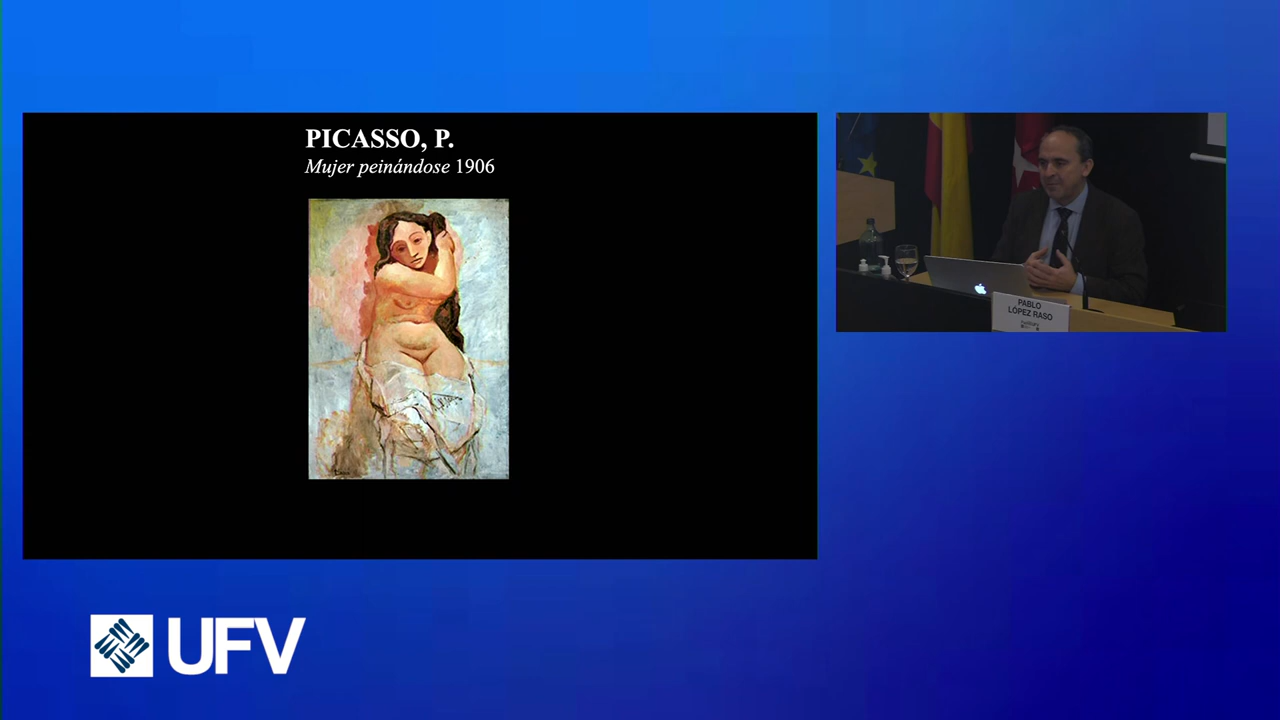 PICASSO, P.
Mujer peinándose 1906
PABLO
LÓPEZ RASO
UFV